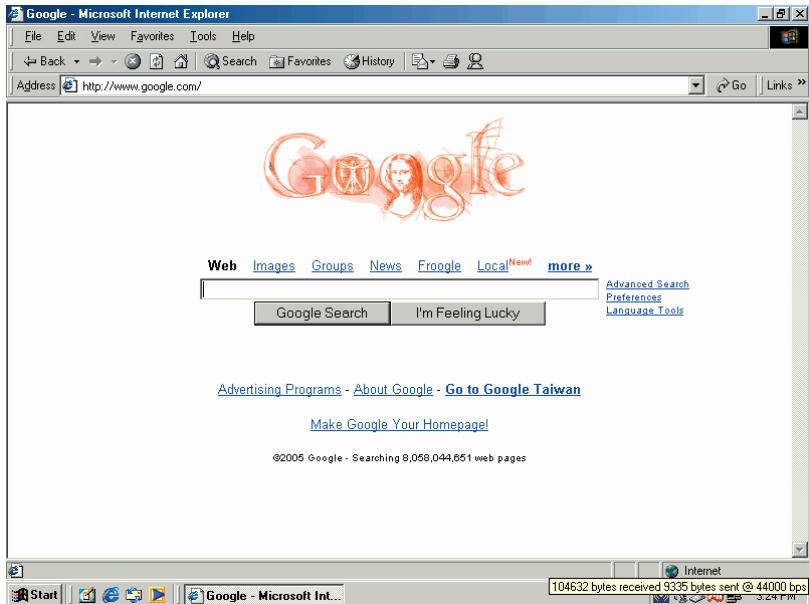 Google - Microsoft Internet Explorer
File Edit View Favorites Tools Help
Back Search Favorites History
Address http://www.google.com/ Go Links »
Google
Web Images Groups News Froogle Local New! more »
Advanced Search
Preferences
Language Tools
Google Search I'm Feeling Lucky
Advertising Programs - About Google - Go to Google Taiwan
Make Google Your Homepage!
©2005 Google - Searching 8,058,044,651 web pages
Internet
104632 bytes received 9335 bytes sent @ 44000 bps
Start Google - Microsoft Int... 3:24 PM